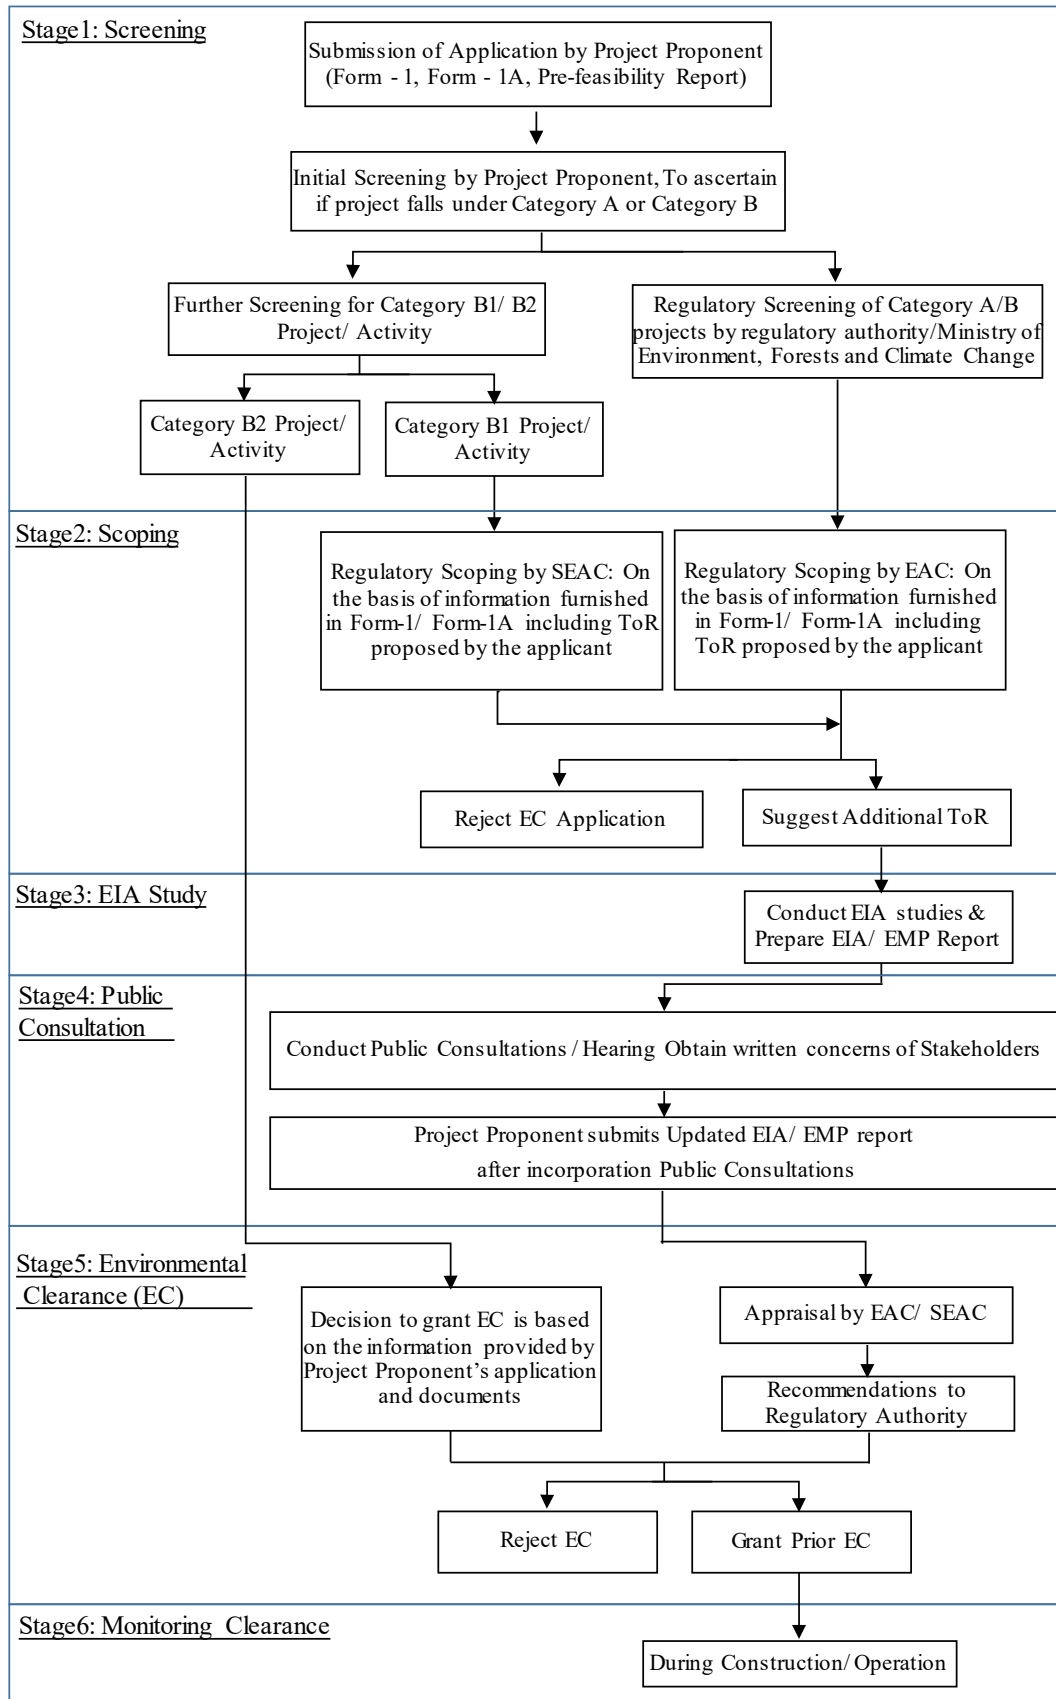 Stage1: Screening
Submission of Application by Project Proponent
(Form - 1, Form - 1A, Pre-feasibility Report)
Initial Screening by Project Proponent, To ascertain
if project falls under Category A or Category B
Further Screening for Category B1/ B2
Project/ Activity
Regulatory Screening of Category A/B
projects by regulatory authority/Ministry of
Environment, Forests and Climate Change
Category B2 Project/
Activity
Category B1 Project/
Activity
Stage2: Scoping
Regulatory Scoping by SEAC: On
the basis of information furnished
in Form-1/ Form-1A including ToR
proposed by the applicant
Regulatory Scoping by EAC: On
the basis of information furnished
in Form-1/ Form-1A including
ToR proposed by the applicant
Reject EC Application
Suggest Additional ToR
Stage3: EIA Study
Conduct EIA studies &
Prepare EIA/ EMP Report
Stage4: Public
Consultation
Conduct Public Consultations / Hearing Obtain written concerns of Stakeholders
Project Proponent submits Updated EIA/ EMP report
after incorporation Public Consultations
Stage5: Environmental
Clearance (EC)
Decision to grant EC is based
on the information provided by
Project Proponent's application
and documents
Appraisal by EAC/ SEAC
Recommendations to
Regulatory Authority
Reject EC
Grant Prior EC
Stage6: Monitoring Clearance
During Construction/ Operation